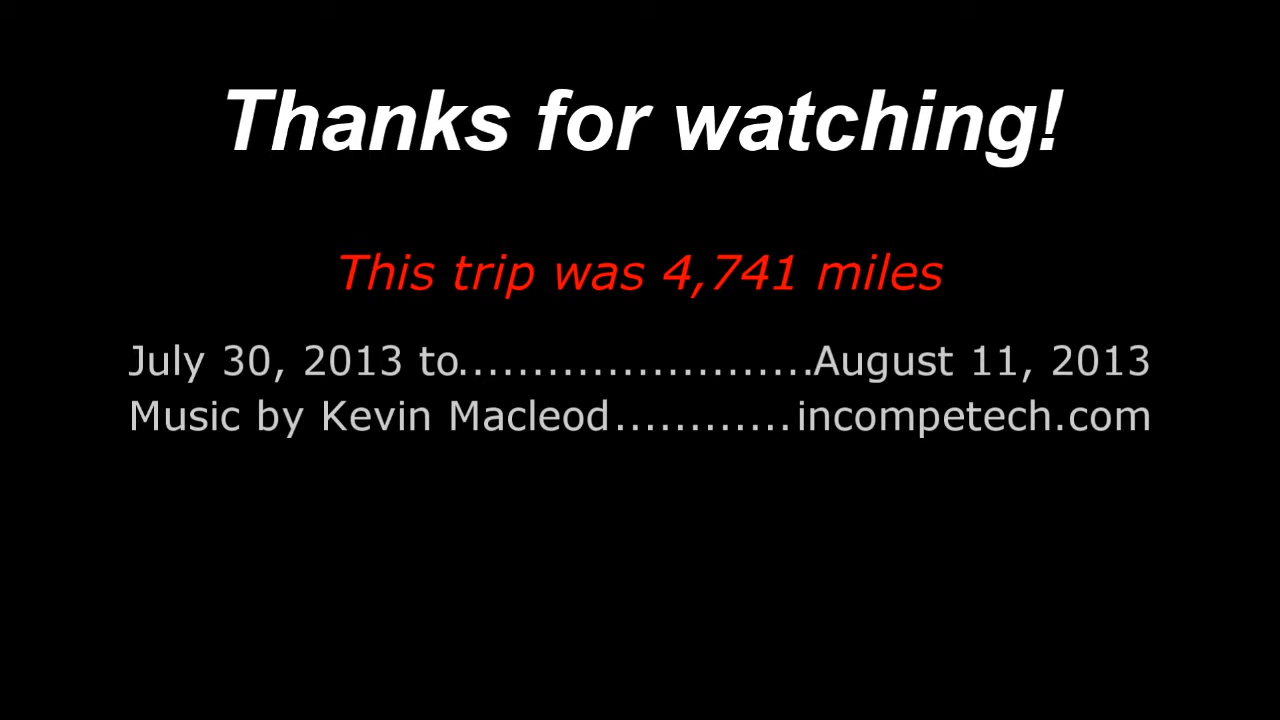 Thanks for watching!
This trip was 4,741 miles
July 30, 2013 to........................August 11, 2013
Music by Kevin Macleod............incompetech.com